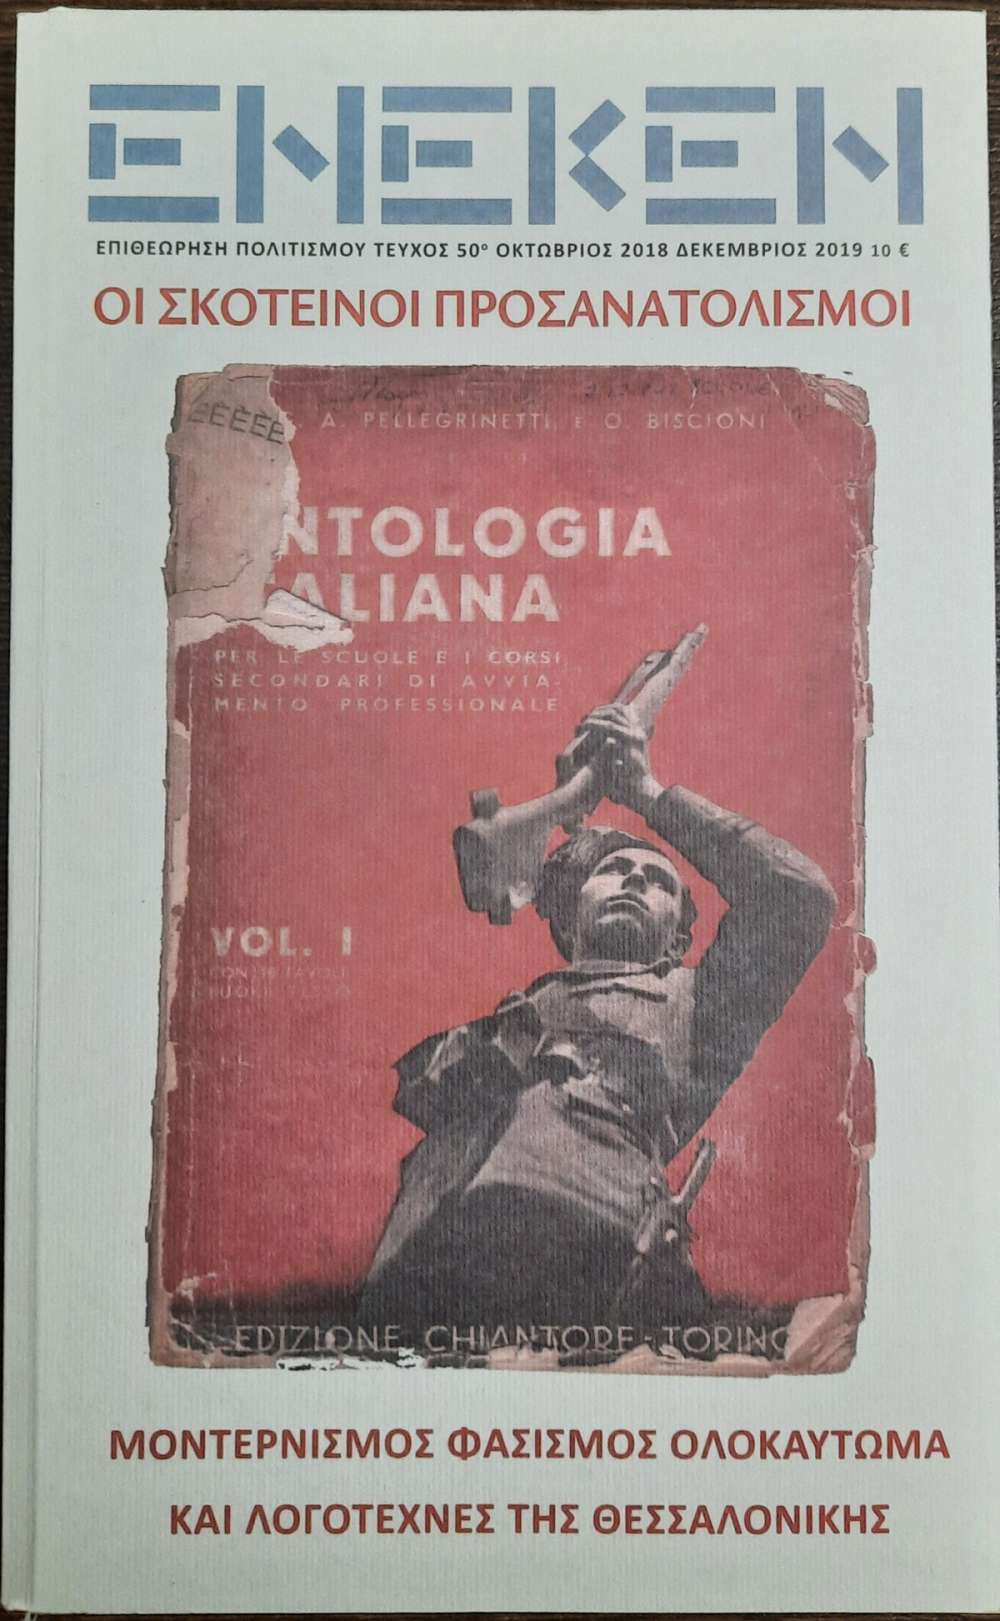 ΕΝΕΚΕΝ
ΕΠΙΘΕΩΡΗΣΗ ΠΟΛΙΤΙΣΜΟΥ ΤΕΥΧΟΣ 50° ΟΚΤΩΒΡΙΟΣ 2018 ΔΕΚΕΜΒΡΙΟΣ 2019 10 €
ΟΙ ΣΚΟΤΕΙΝΟΙ ΠΡΟΣΑΝΑΤΟΛΙΣΜΟΙ
A. PELLEGRINETTI E O. BISCIONI
NTOLOGIA
ALIANA
PER LE SCUOLE E I CORSI
SECONDARI DI AVVIA-
MENTO PROFESSIONALE
VOL. I
EDIZIONE CHIANTORE - TORINO
ΜΟΝΤΕΡΝΙΣΜΟΣ ΦΑΣΙΣΜΟΣ ΟΛΟΚΑΥΤΩΜΑ
ΚΑΙ ΛΟΓΟΤΕΧΝΕΣ ΤΗΣ ΘΕΣΣΑΛΟΝΙΚΗΣ